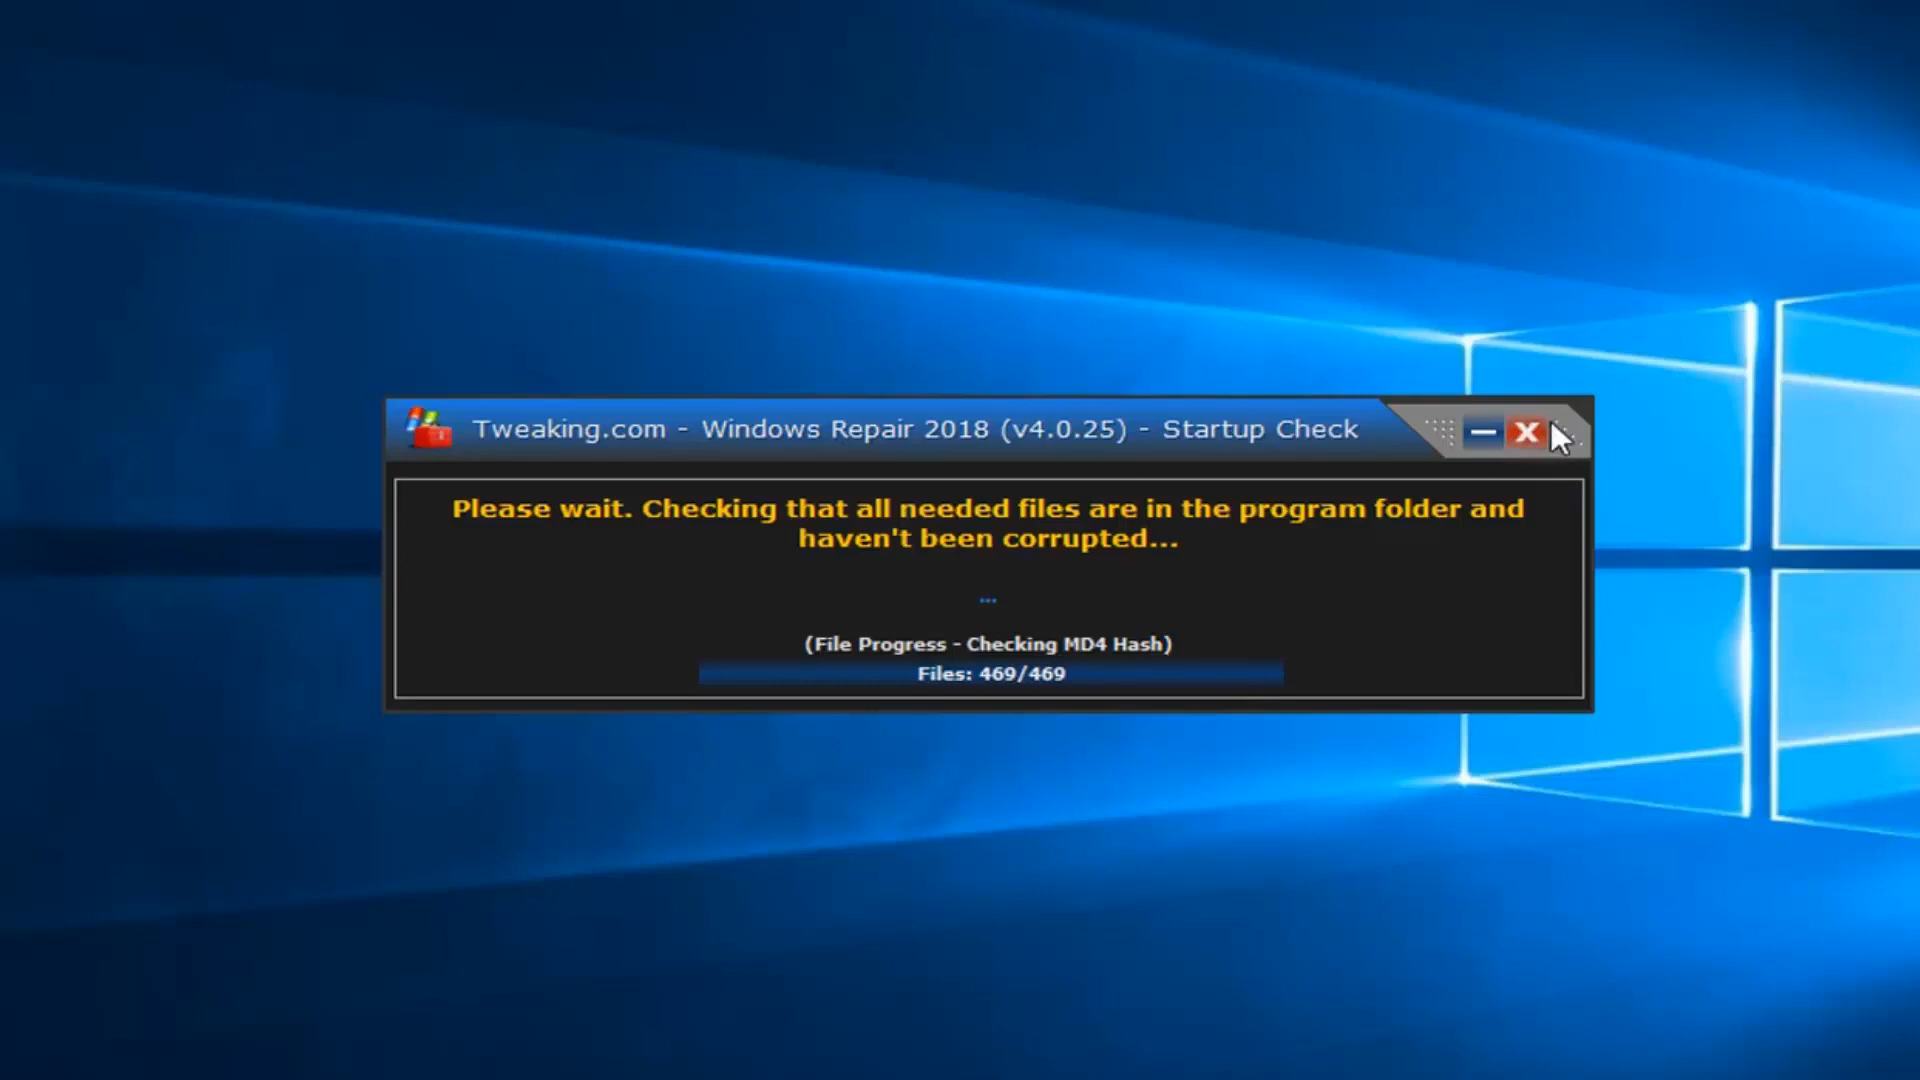 Tweaking.com - Windows Repair 2018 (v4.0.25) - Startup Check
Please wait. Checking that all needed files are in the program folder and
haven't been corrupted...
...
(File Progress - Checking MD4 Hash)
Files: 469/469